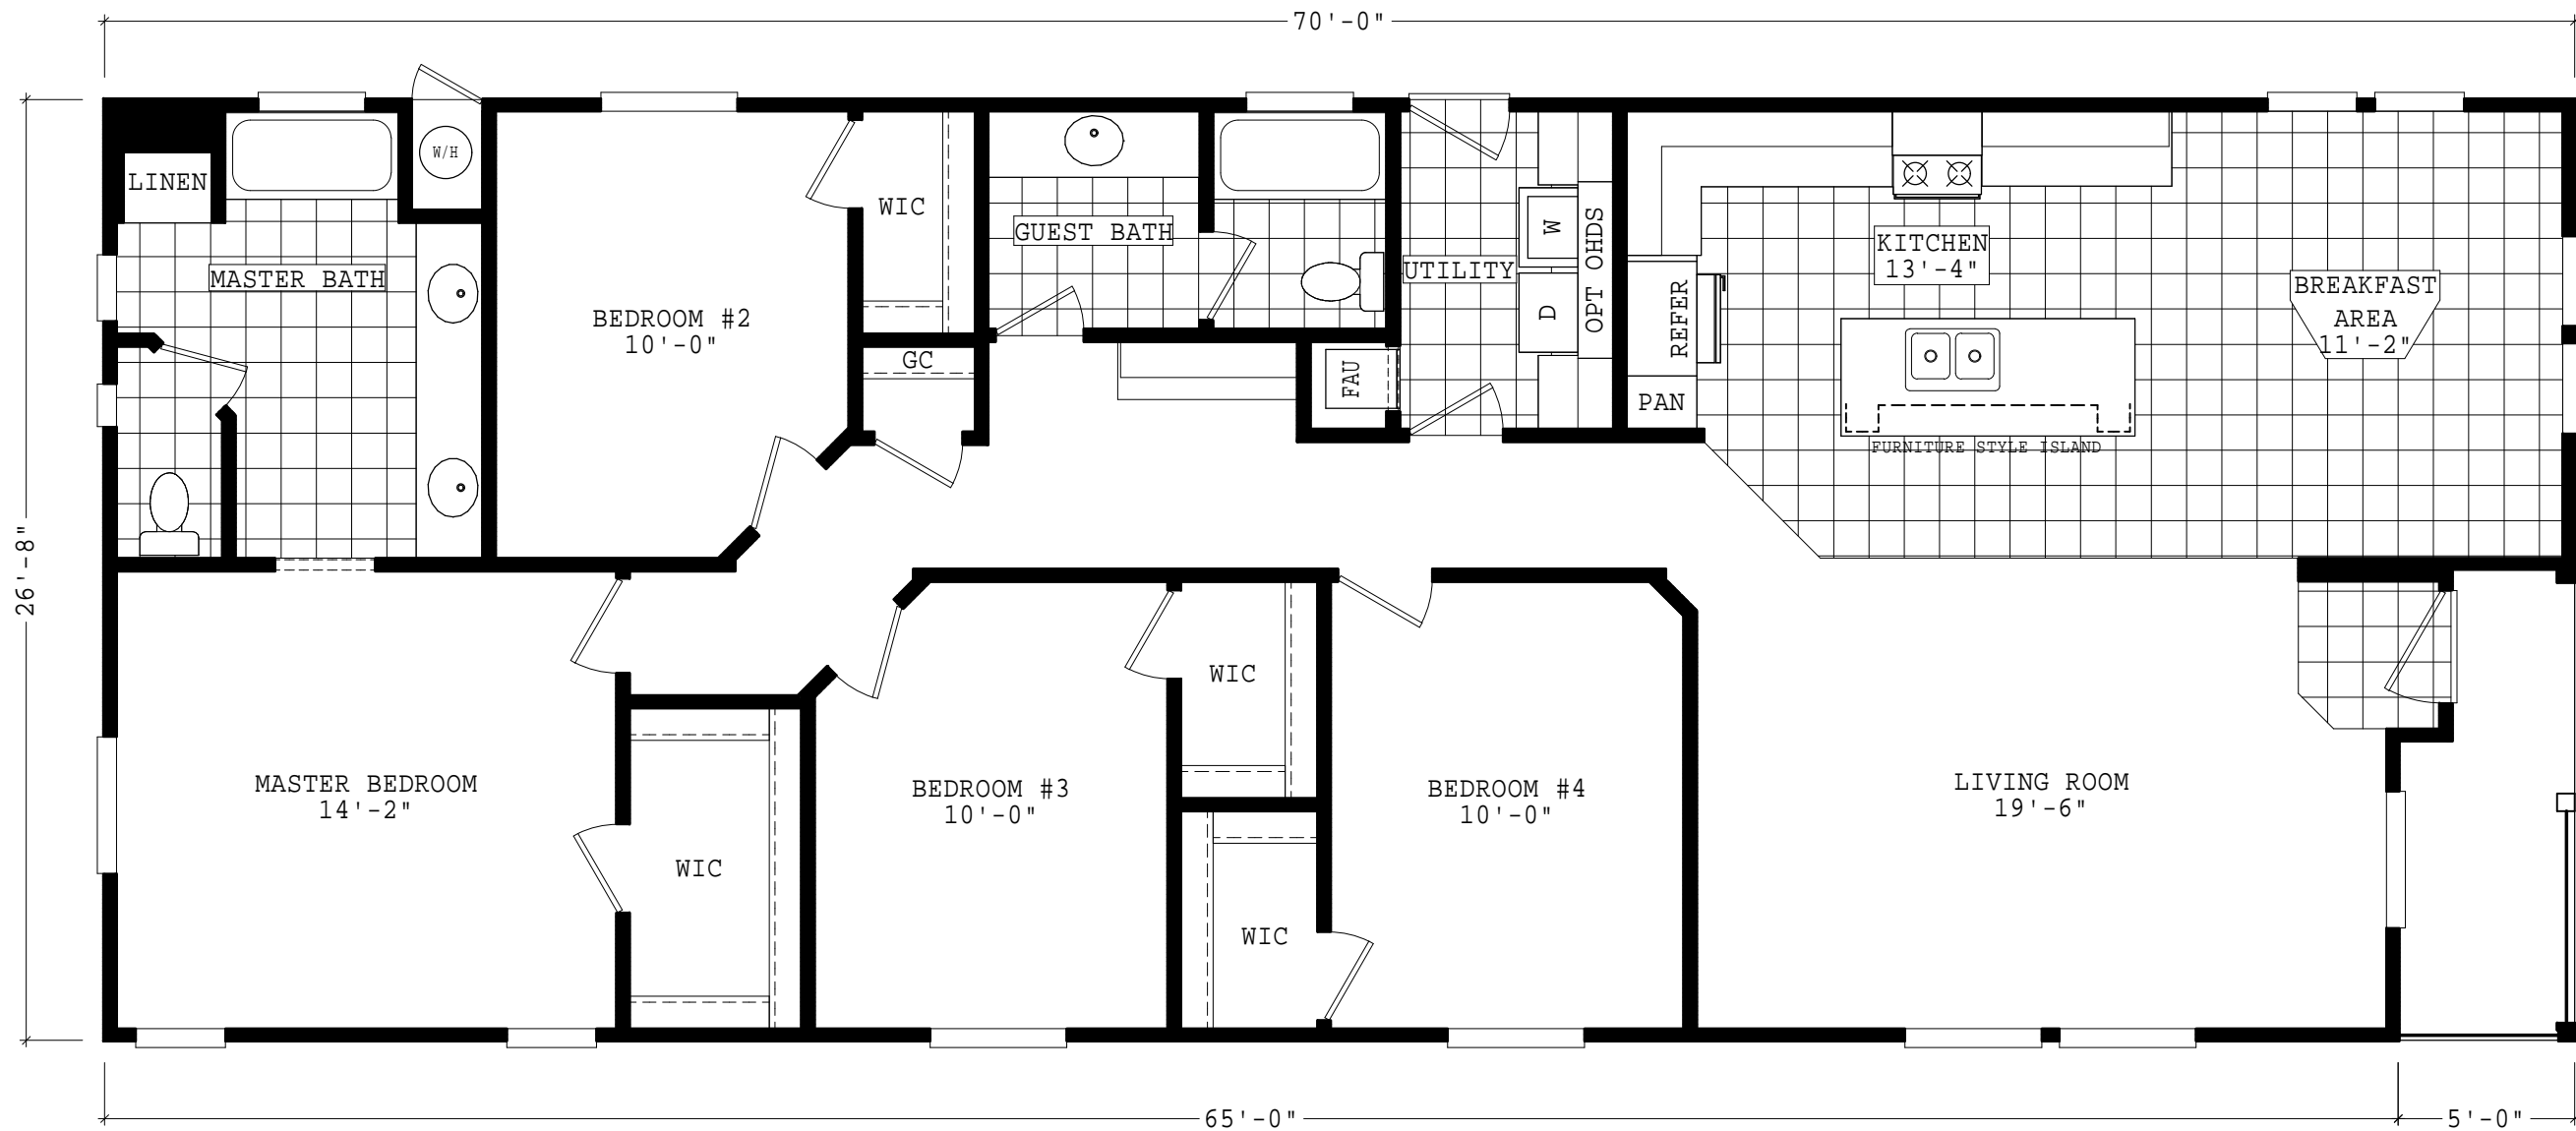 70'-0"
26'-8"
LINEN
W/H
MASTER BATH
BEDROOM #2
10'-0"
WIC
GC
GUEST BATH
FAU
UTILITY
W
D
OPT OHDS
REFER
PAN
KITCHEN
13'-4"
FURNITURE STYLE ISLAND
BREAKFAST
AREA
11'-2"
MASTER BEDROOM
14'-2"
WIC
BEDROOM #3
10'-0"
WIC
WIC
BEDROOM #4
10'-0"
LIVING ROOM
19'-6"
65'-0"
5'-0"